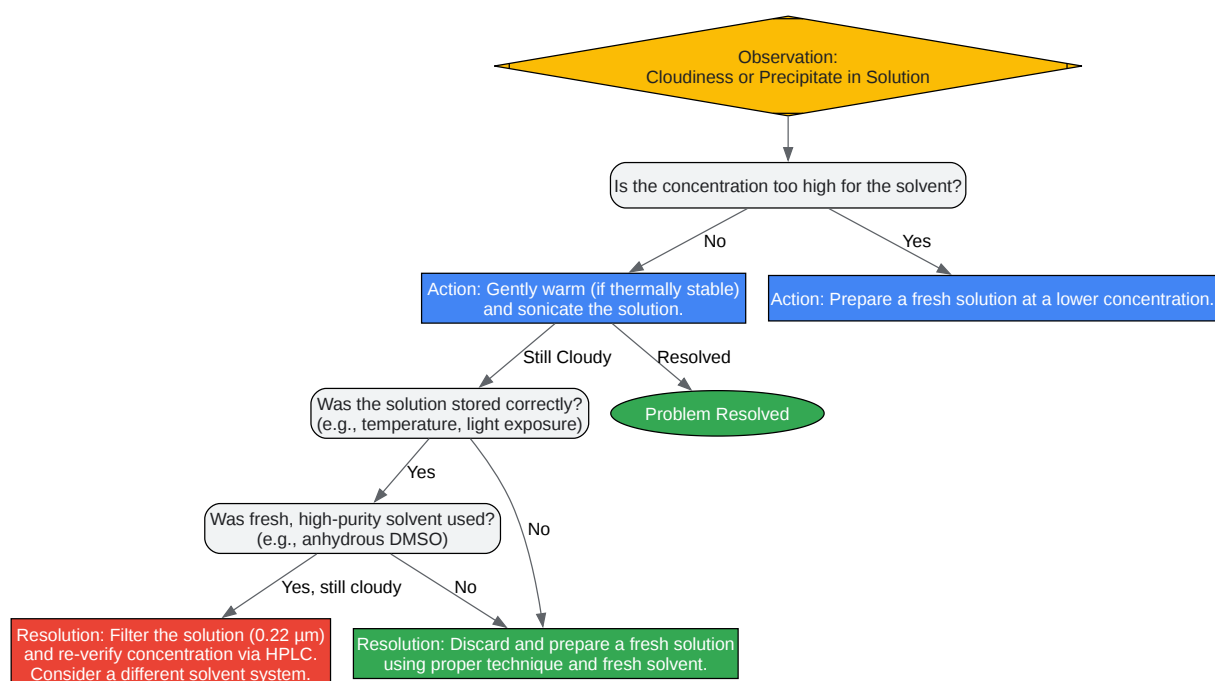 Observation:
Cloudiness or Precipitate in Solution
Is the concentration too high for the solvent?
No
Yes
Action: Gently warm (if thermally stable)
and sonicate the solution.
Action: Prepare a fresh solution at a lower concentration.
Still Cloudy
Resolved
Was the solution stored correctly?
(e.g., temperature, light exposure)
Problem Resolved
Yes
Was fresh, high-purity solvent used?
(e.g., anhydrous DMSO)
No
Yes, still cloudy
No
Resolution: Filter the solution (0.22 µm)
and re-verify concentration via HPLC.
Consider a different solvent system.
Resolution: Discard and prepare a fresh solution
using proper technique and fresh solvent.